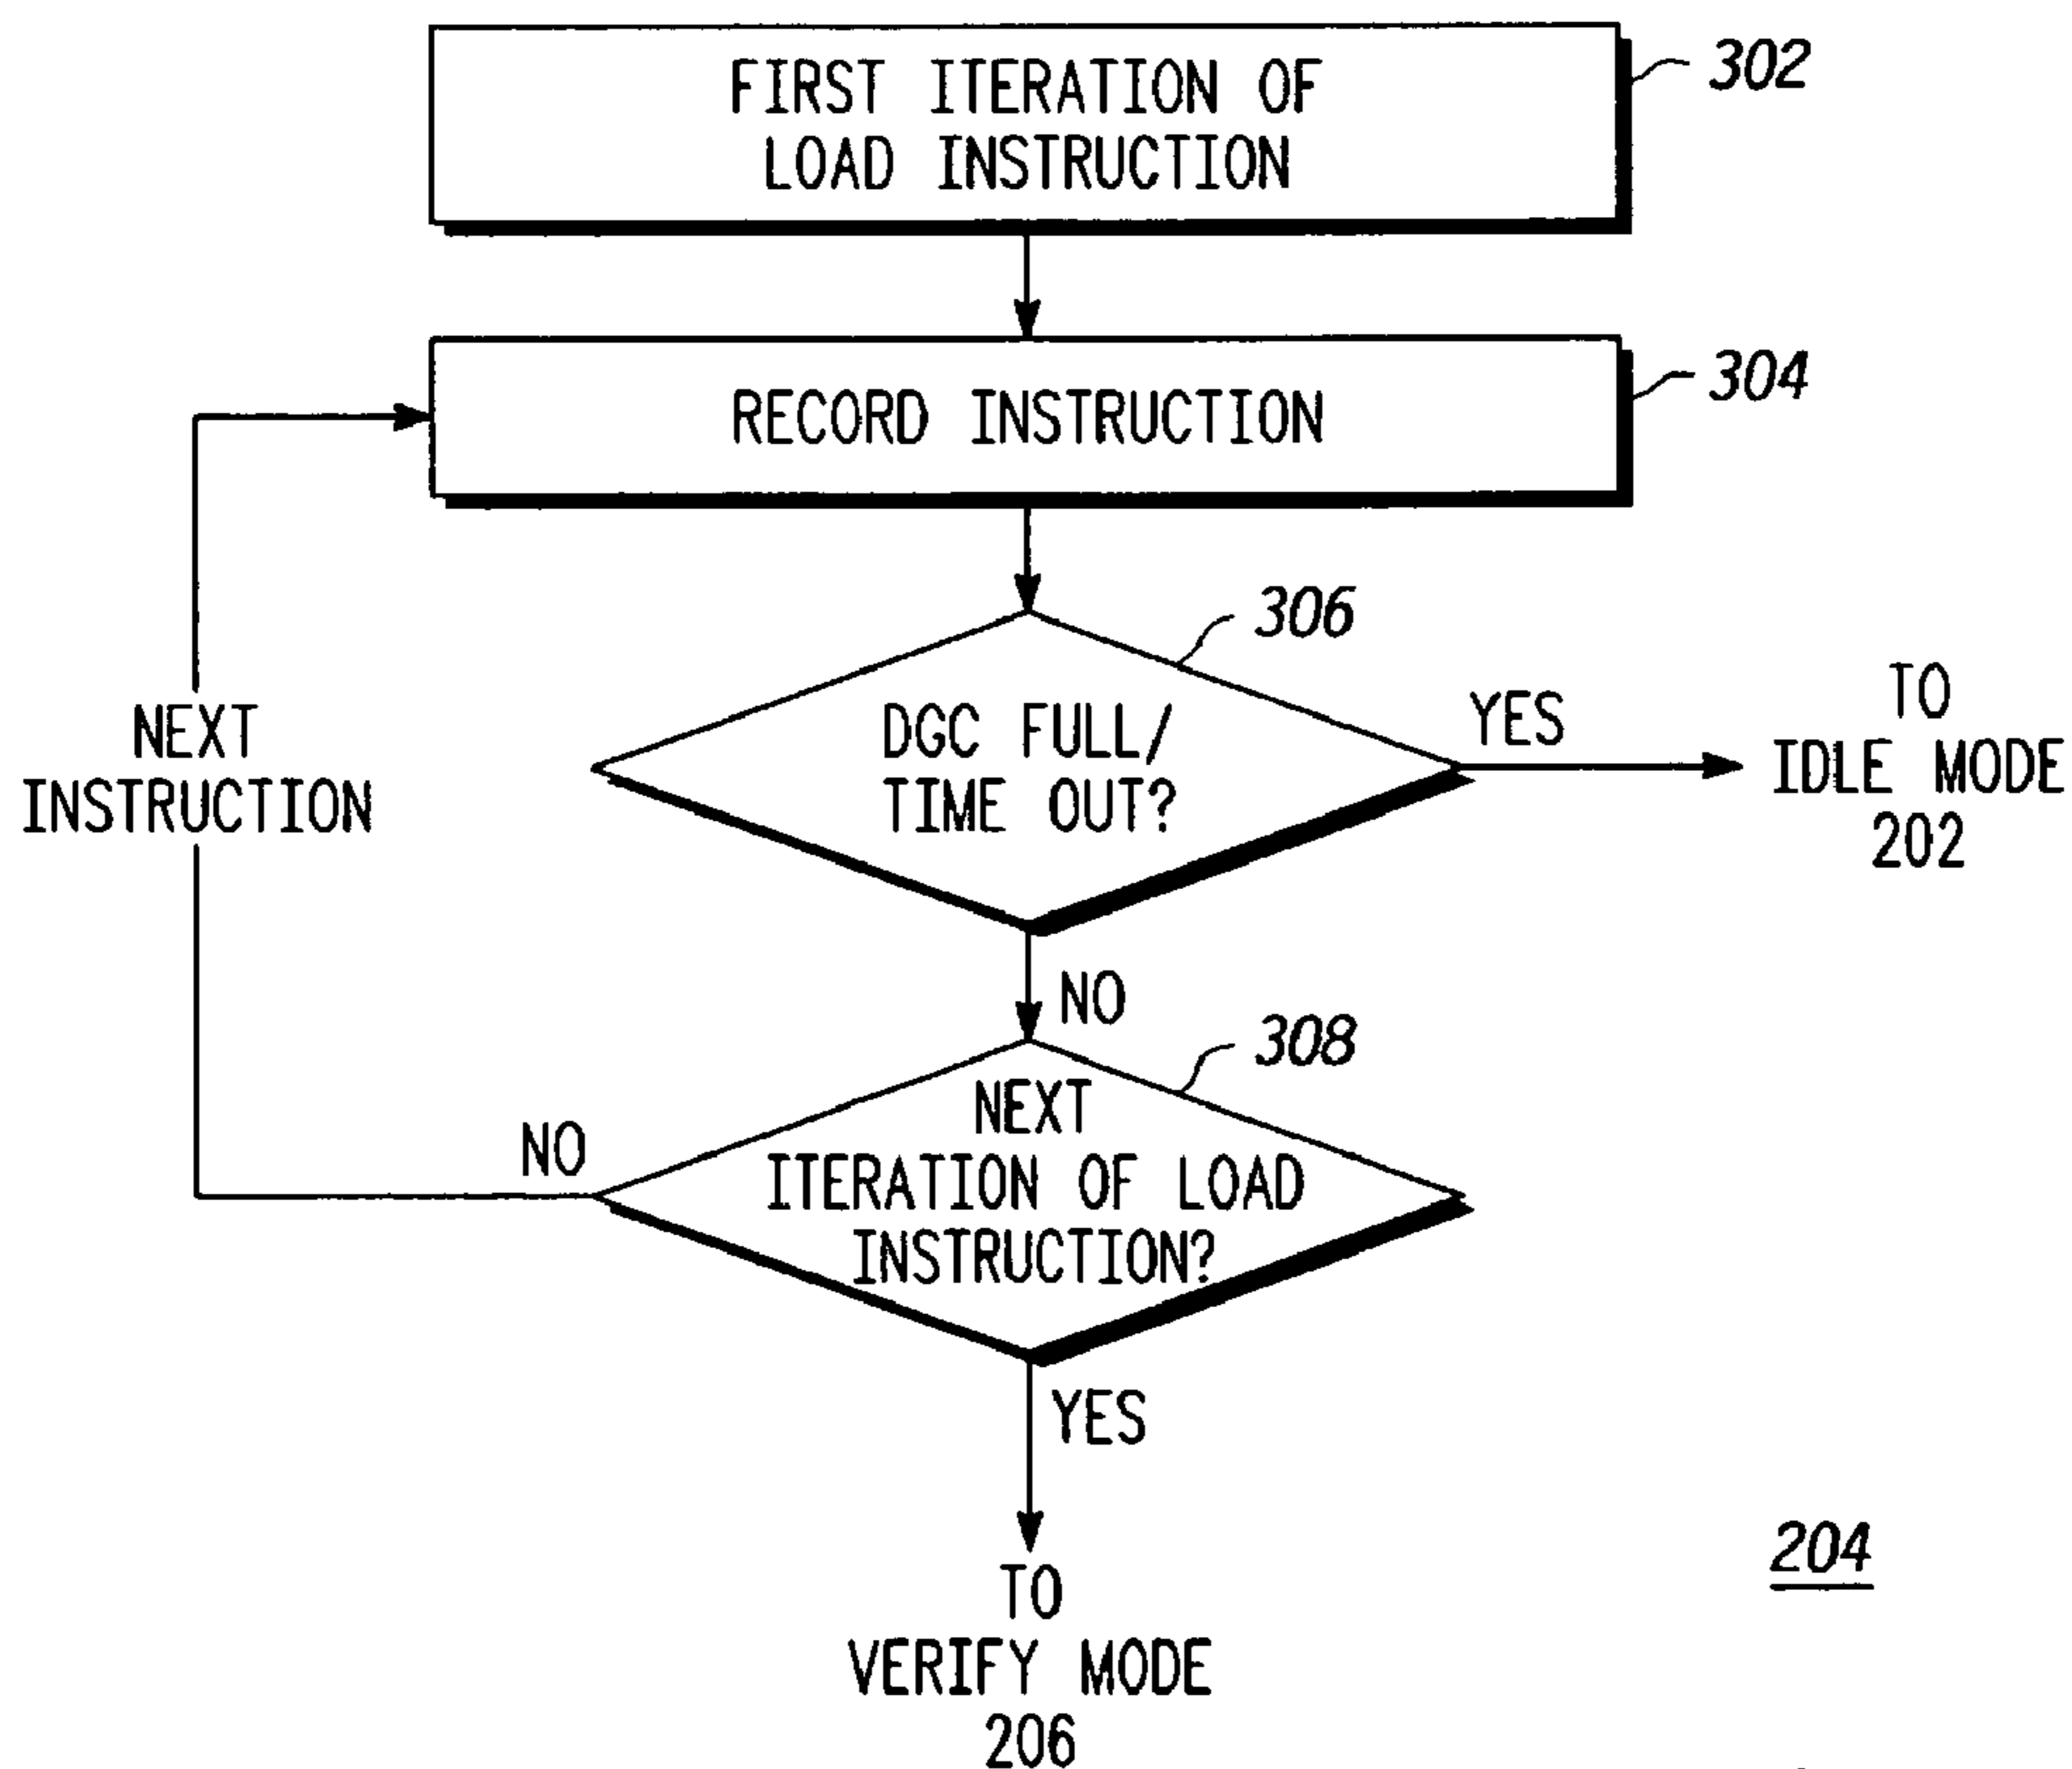 FIRST ITERATION OF
LOAD INSTRUCTION
302
RECORD INSTRUCTION
304
306
DGC FULL/
TIME OUT?
YES
TO
IDLE MODE
202
NEXT
INSTRUCTION
NO
308
NEXT
ITERATION OF LOAD
INSTRUCTION?
NO
YES
TO
VERIFY MODE
206
204